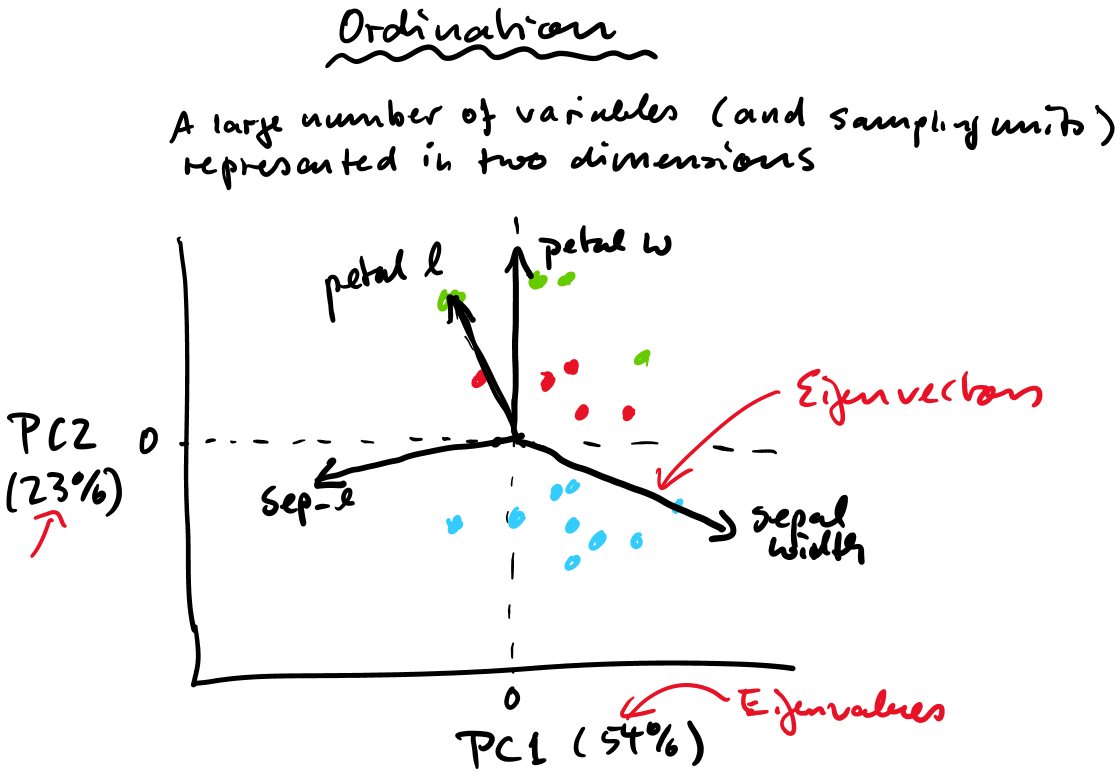 Ordination
A large number of variables (and sampling units)
represented in two dimensions
petal l
petal w
Eigenvectors
PC2
(23%)
0
Sep-l
sepal
width
0
Eigenvalues
PC1 (54%)